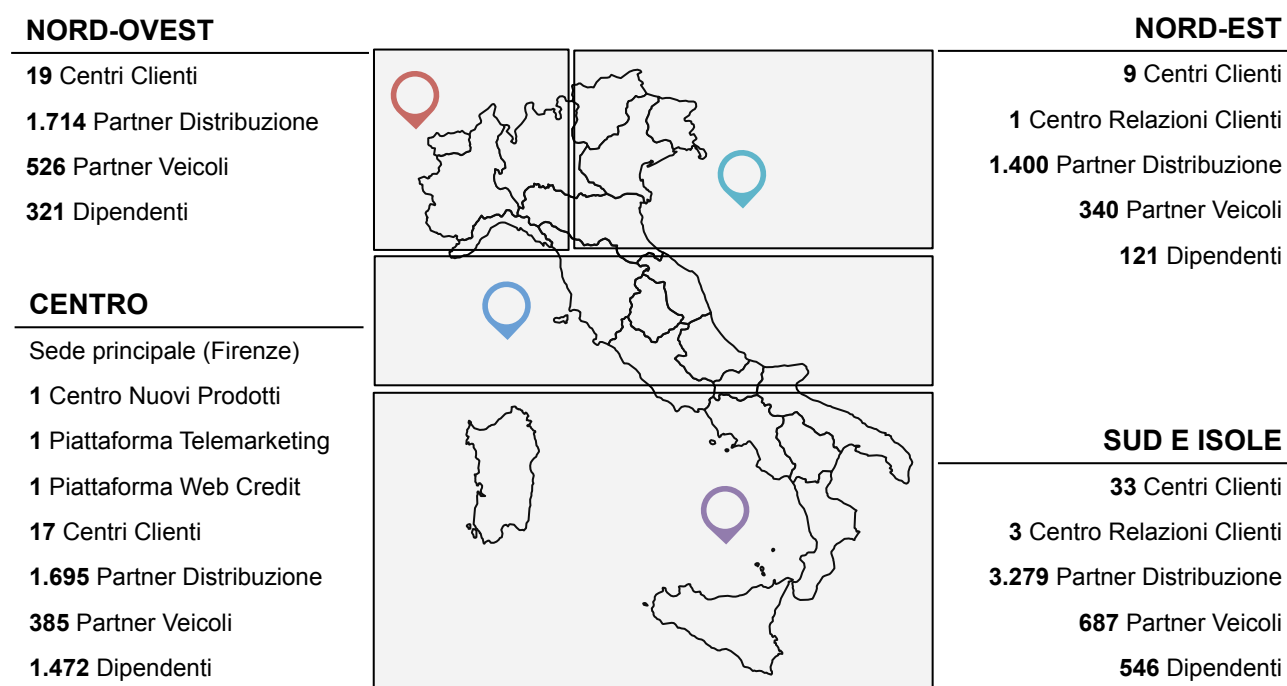 NORD-OVEST
19 Centri Clienti
1.714 Partner Distribuzione
526 Partner Veicoli
321 Dipendenti
CENTRO
Sede principale (Firenze)
1 Centro Nuovi Prodotti
1 Piattaforma Telemarketing
1 Piattaforma Web Credit
17 Centri Clienti
1.695 Partner Distribuzione
385 Partner Veicoli
1.472 Dipendenti
NORD-EST
9 Centri Clienti
1 Centro Relazioni Clienti
1.400 Partner Distribuzione
340 Partner Veicoli
121 Dipendenti
SUD E ISOLE
33 Centri Clienti
3 Centro Relazioni Clienti
3.279 Partner Distribuzione
687 Partner Veicoli
546 Dipendenti